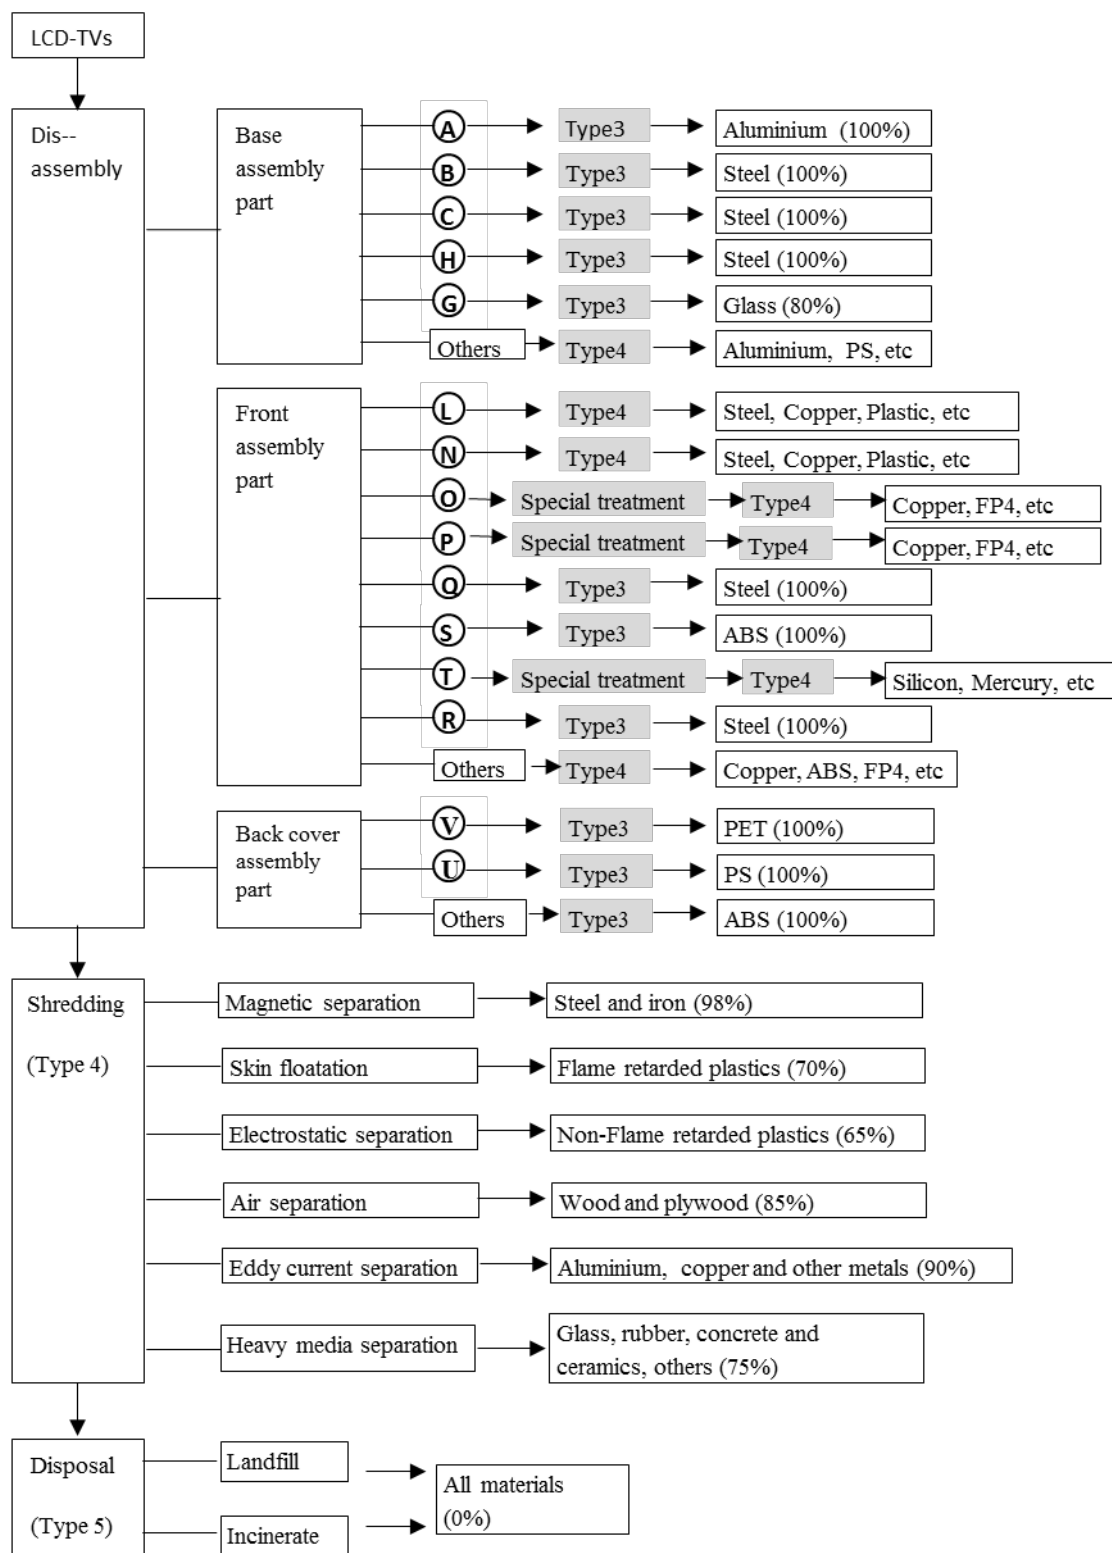 LCD-TVs
Dis--
assembly
Base
assembly
part
A
Type3
Aluminium (100%)
B
Type3
Steel (100%)
C
Type3
Steel (100%)
H
Type3
Steel (100%)
G
Type3
Glass (80%)
Others
Type4
Aluminium, PS, etc
Front
assembly
part
L
Type4
Steel, Copper, Plastic, etc
N
Type4
Steel, Copper, Plastic, etc
O
Special treatment
Type4
Copper, FP4, etc
P
Special treatment
Type4
Copper, FP4, etc
Q
Type3
Steel (100%)
S
Type3
ABS (100%)
T
Special treatment
Type4
Silicon, Mercury, etc
R
Type3
Steel (100%)
Others
Type4
Copper, ABS, FP4, etc
Back cover
assembly
part
V
Type3
PET (100%)
U
Type3
PS (100%)
Others
Type3
ABS (100%)
Shredding
(Type 4)
Magnetic separation
Steel and iron (98%)
Skin floatation
Flame retarded plastics (70%)
Electrostatic separation
Non-Flame retarded plastics (65%)
Air separation
Wood and plywood (85%)
Eddy current separation
Aluminium, copper and other metals (90%)
Heavy media separation
Glass, rubber, concrete and
ceramics, others (75%)
Disposal
(Type 5)
Landfill
Incinerate
All materials
(0%)